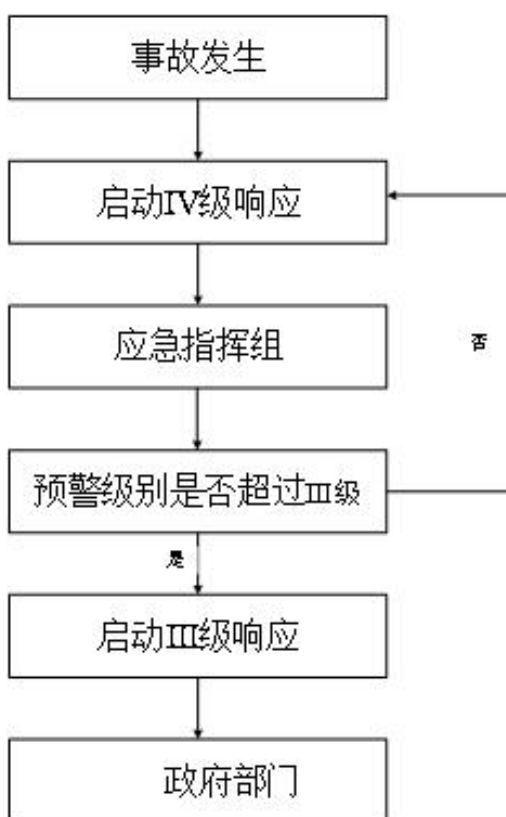 事故发生
启动IV级响应
应急指挥组
否
预警级别是否超过III级
是
启动III级响应
政府部门